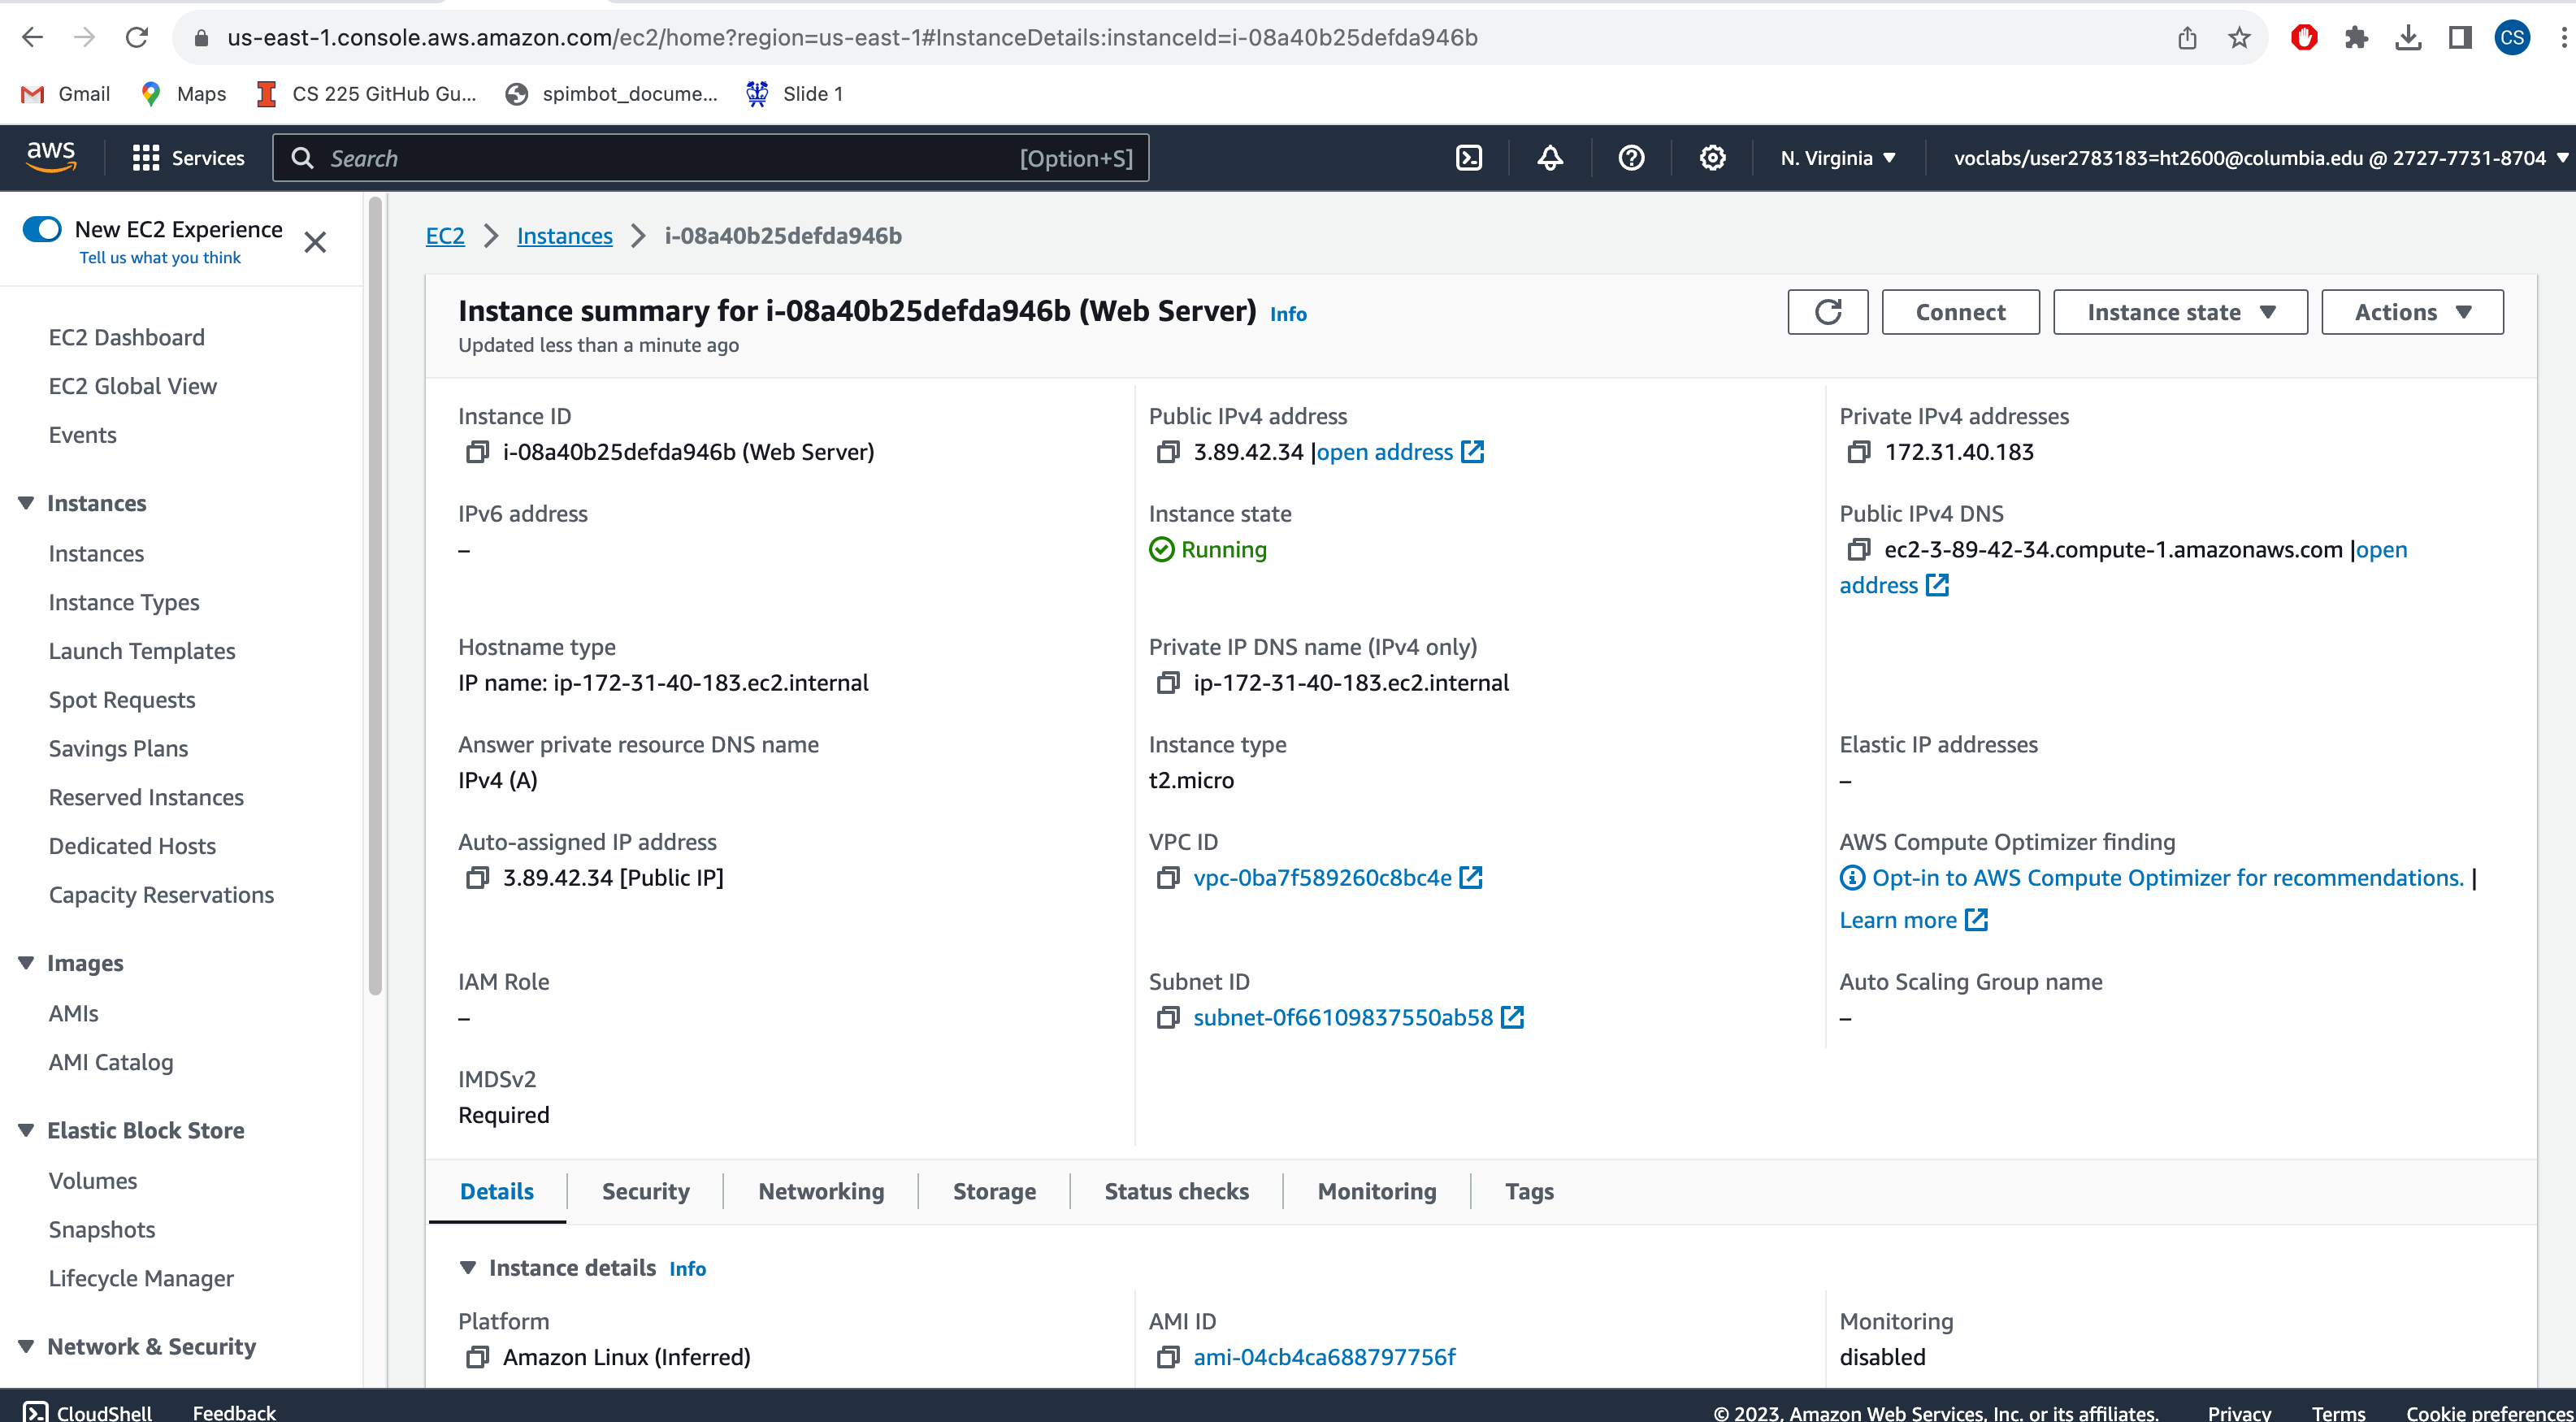 us-east-1.console.aws.amazon.com/ec2/home?region=us-east-1#InstanceDetails:instanceId=i-08a40b25defda946b
CS
Gmail
Maps
CS 225 GitHub Gu...
spimbot_docume...
Slide 1
aws
Services
Search
[Option+S]
N. Virginia
voclabs/user2783183=ht2600@columbia.edu @ 2727-7731-8704
New EC2 Experience
Tell us what you think
EC2 Dashboard
EC2 Global View
Events
Instances
Instances
Instance Types
Launch Templates
Spot Requests
Savings Plans
Reserved Instances
Dedicated Hosts
Capacity Reservations
Images
AMIs
AMI Catalog
Elastic Block Store
Volumes
Snapshots
Lifecycle Manager
Network & Security
EC2
Instances
i-08a40b25defda946b
Instance summary for i-08a40b25defda946b (Web Server) Info
Updated less than a minute ago
Connect
Instance state
Actions
Instance ID
i-08a40b25defda946b (Web Server)
Public IPv4 address
3.89.42.34 |open address
Private IPv4 addresses
172.31.40.183
IPv6 address
–
Instance state
Running
Public IPv4 DNS
ec2-3-89-42-34.compute-1.amazonaws.com |open
address
Hostname type
IP name: ip-172-31-40-183.ec2.internal
Private IP DNS name (IPv4 only)
ip-172-31-40-183.ec2.internal
Answer private resource DNS name
IPv4 (A)
Instance type
t2.micro
Elastic IP addresses
–
Auto-assigned IP address
3.89.42.34 [Public IP]
VPC ID
vpc-0ba7f589260c8bc4e
AWS Compute Optimizer finding
Opt-in to AWS Compute Optimizer for recommendations. |
Learn more
IAM Role
–
Subnet ID
subnet-0f66109837550ab58
Auto Scaling Group name
–
IMDSv2
Required
Details
Security
Networking
Storage
Status checks
Monitoring
Tags
Instance details Info
Platform
Amazon Linux (Inferred)
AMI ID
ami-04cb4ca688797756f
Monitoring
disabled
CloudShell
Feedback
© 2023, Amazon Web Services, Inc. or its affiliates.
Privacy
Terms
Cookie preferences